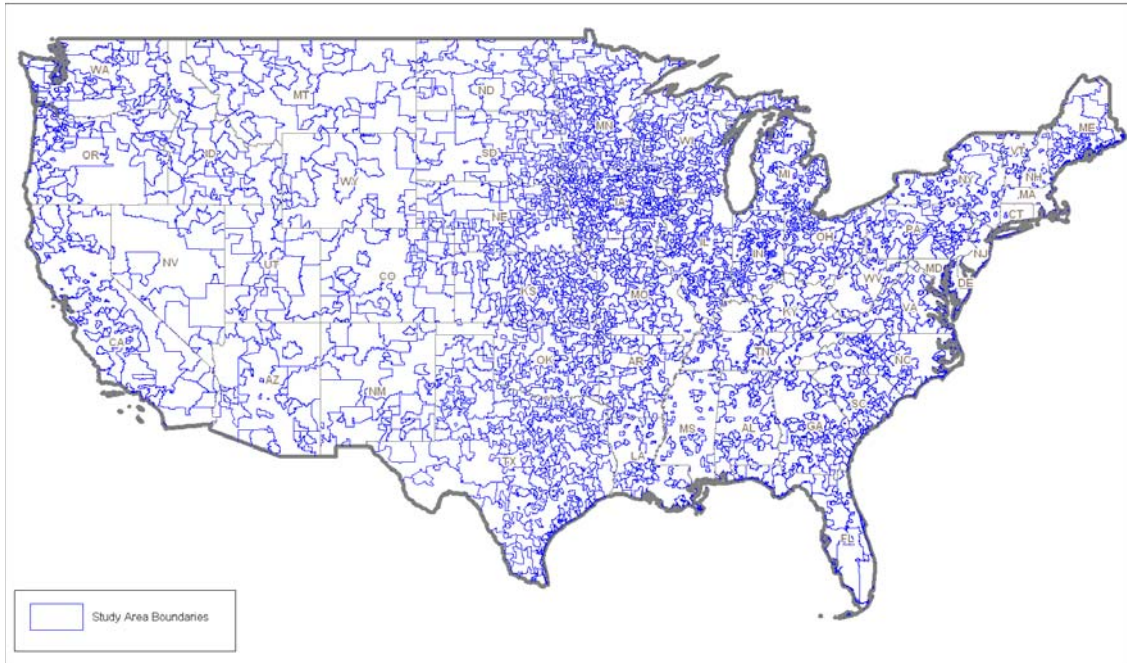 WA
MT
ND
MN
ME
OR
ID
SD
WI
VT
NY
NH
WY
MI
MA
NE
IA
CT
PA
NV
UT
CO
IL
IN
OH
NJ
MD
DE
KS
MO
WV
VA
KY
CA
AZ
NM
OK
AR
TN
NC
SC
MS
AL
GA
TX
LA
FL
Study Area Boundaries